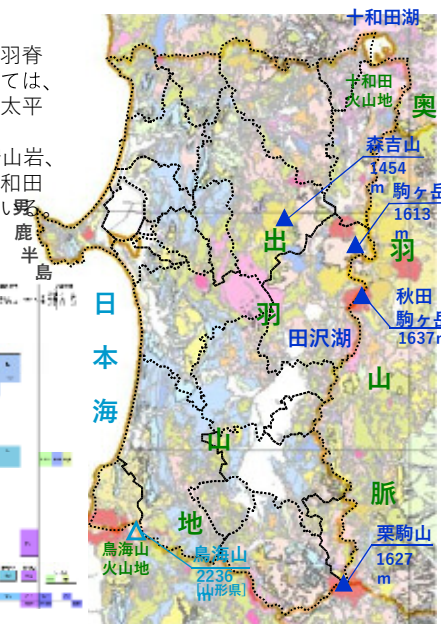 十和田湖
羽脊
ては、
太平
山岩、
和田
い る。
十和田
火山地
奥
森吉山
1454
m
駒ヶ岳
1613
m
男
鹿
半
島
出
羽
山
地
羽
山
脈
日
本
海
秋田
駒ヶ岳
1637m
田沢湖
栗駒山
1627
m
鳥海山
火山地
鳥海山
2236
m
[山形県]